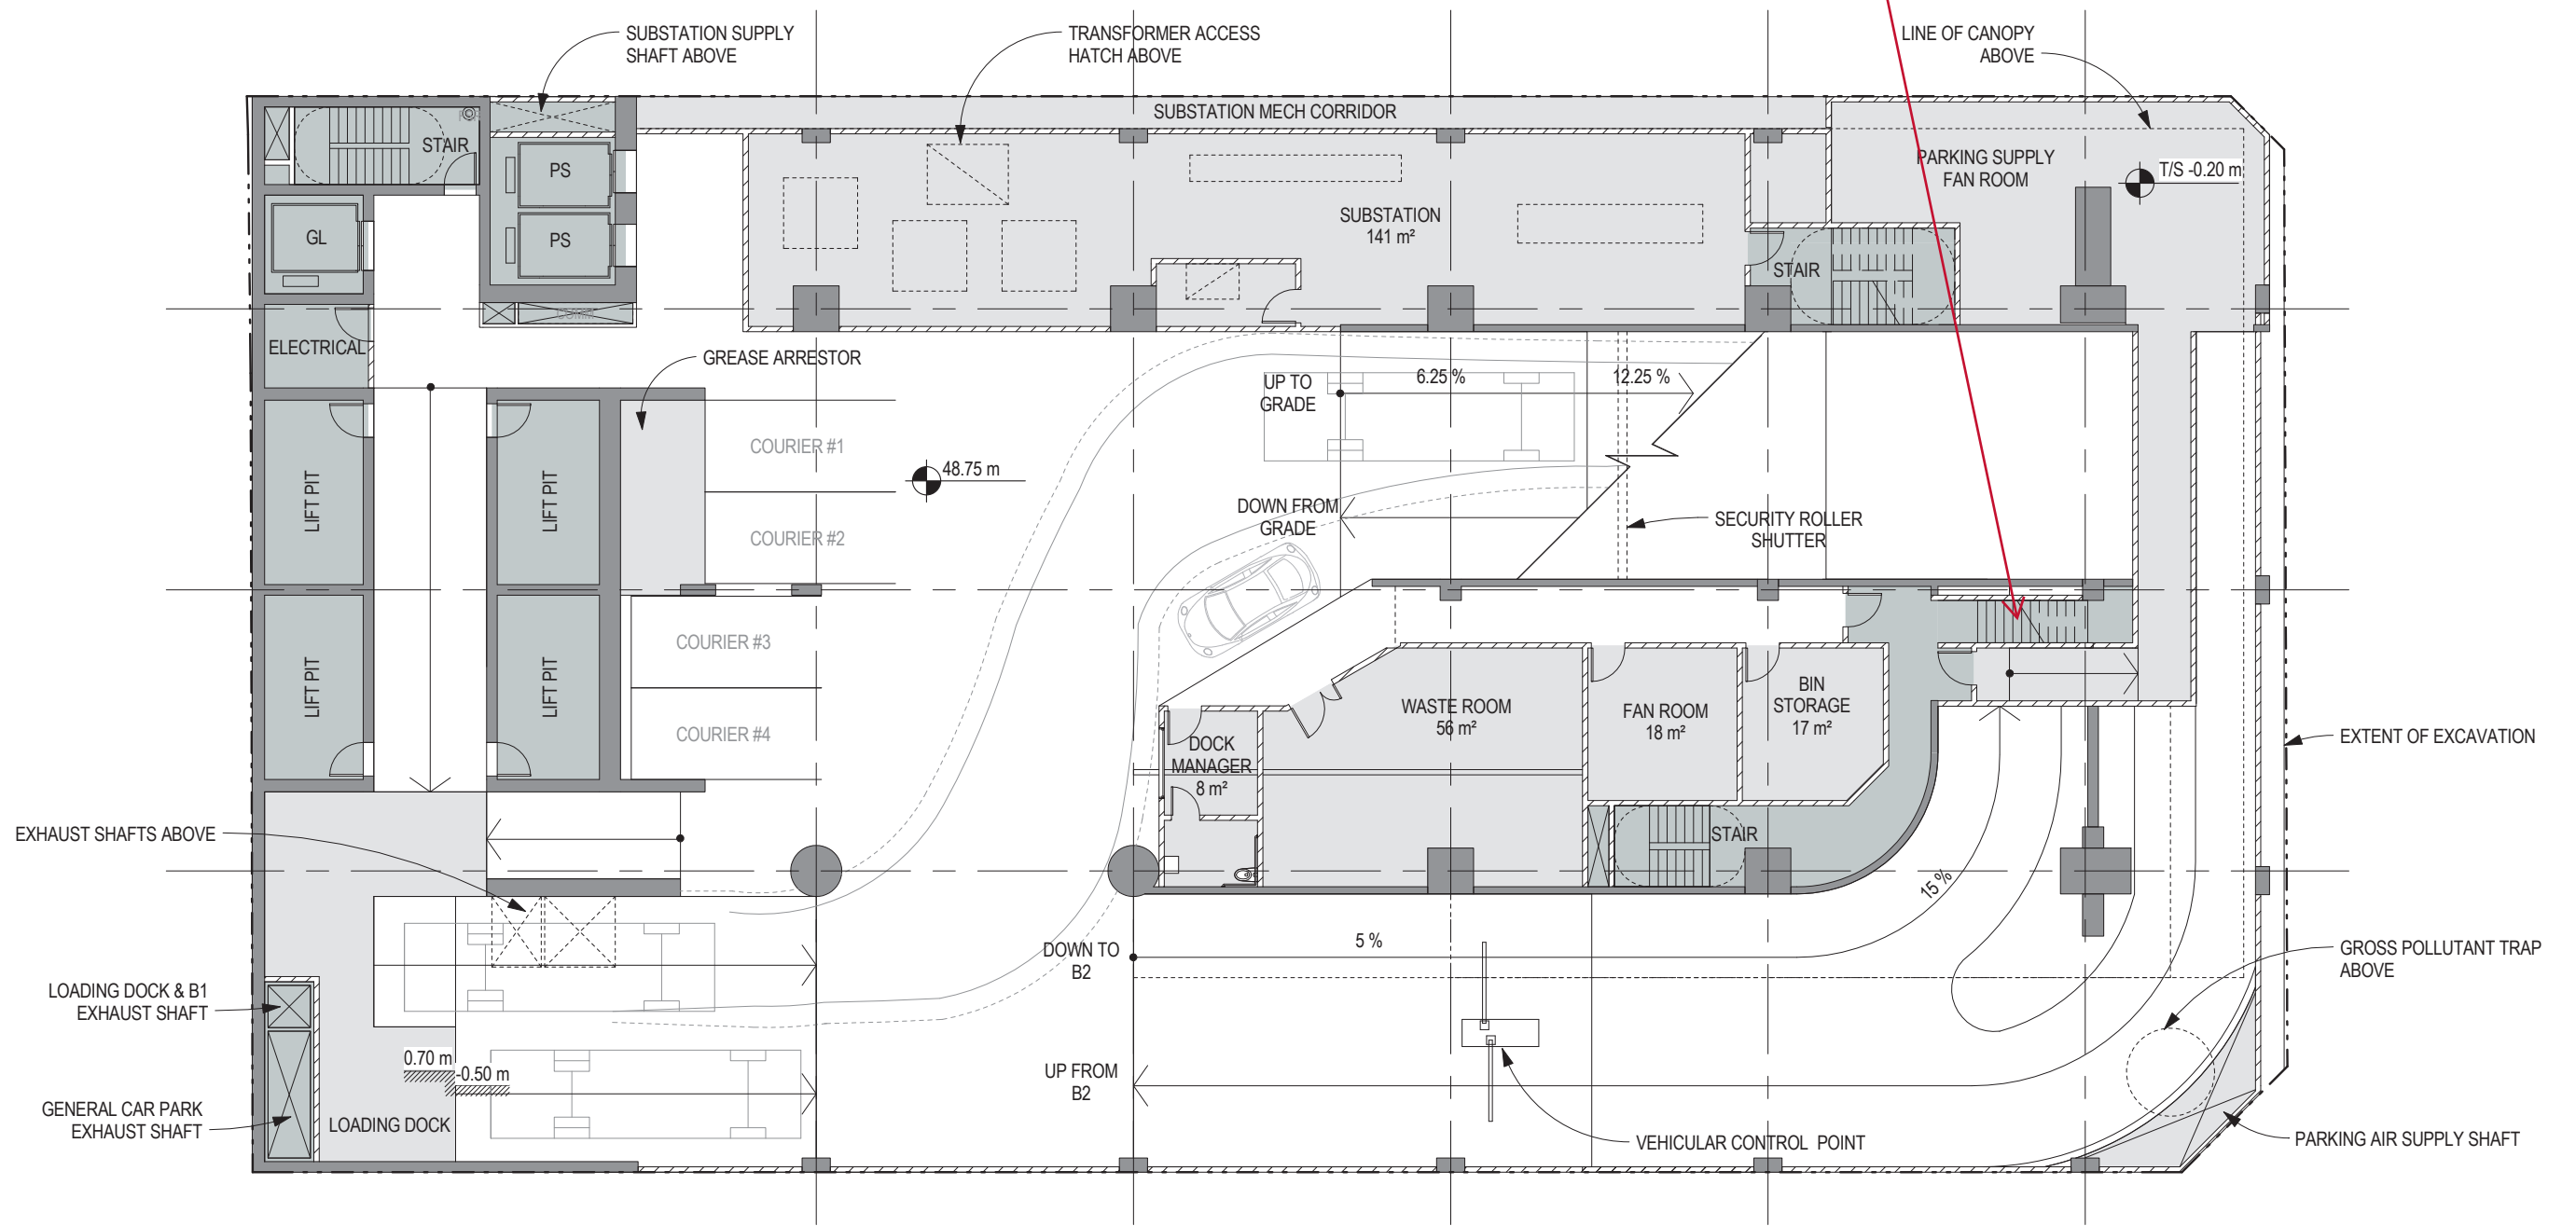 SUBSTATION SUPPLY
SHAFT ABOVE
TRANSFORMER ACCESS
HATCH ABOVE
LINE OF CANOPY
ABOVE
SUBSTATION MECH CORRIDOR
STAIR
PS
PARKING SUPPLY
FAN ROOM
T/S -0.20 m
SUBSTATION
141 m²
GL
PS
STAIR
COMM
ELECTRICAL
GREASE ARRESTOR
UP TO
GRADE
6.25 %
12.25 %
COURIER #1
48.75 m
LIFT PIT
LIFT PIT
COURIER #2
DOWN FROM
GRADE
SECURITY ROLLER
SHUTTER
COURIER #3
LIFT PIT
LIFT PIT
COURIER #4
WASTE ROOM
56 m²
FAN ROOM
18 m²
BIN
STORAGE
17 m²
DOCK
MANAGER
8 m²
EXTENT OF EXCAVATION
EXHAUST SHAFTS ABOVE
STAIR
15 %
DOWN TO
B2
5 %
GROSS POLLUTANT TRAP
ABOVE
LOADING DOCK & B1
EXHAUST SHAFT
0.70 m
-0.50 m
UP FROM
B2
GENERAL CAR PARK
EXHAUST SHAFT
LOADING DOCK
VEHICULAR CONTROL POINT
PARKING AIR SUPPLY SHAFT